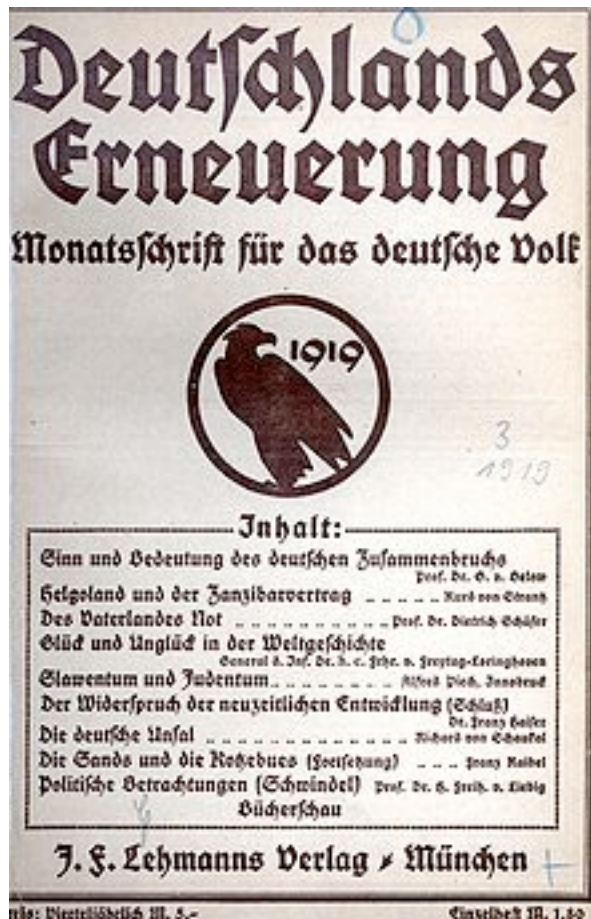 Deutschlands
Erneuerung
Monatsschrift für das deutsche Volk
1919
3
1919
Inhalt:
Sinn und Bedeutung des deutschen Zusammenbruchs
Prof. Dr. G. v. Below
Helgoland und der Zanzibarvertrag _ _ _ _ _ Kurd von Strantz
Des Vaterlandes Not _ _ _ _ _ _ _ _ _ _ Prof. Dr. Dietrich Schäfer
Glück und Unglück in der Weltgeschichte
General d. Inf. Dr. h. c. Frhr. v. Freytag-Loringhoven
Slawentum und Judentum _ _ _ _ _ _ _ Alfred Pioch, Innsbruck
Der Widerspruch der neuzeitlichen Entwicklung (Schluß)
Dr. Franz Haiser
Die deutsche Unsal _ _ _ _ _ _ _ _ _ _ _ Richard von Schaukal
Die Sands und die Kotzebues (Fortsetzung) _ _ _ Franz Kaibel
Politische Betrachtungen (Schwindel) Prof. Dr. H. Freih. v. Liebig
Bücherschau
J. F. Lehmanns Verlag München
Vierteljährlich M. 5.- Einzelheft M.